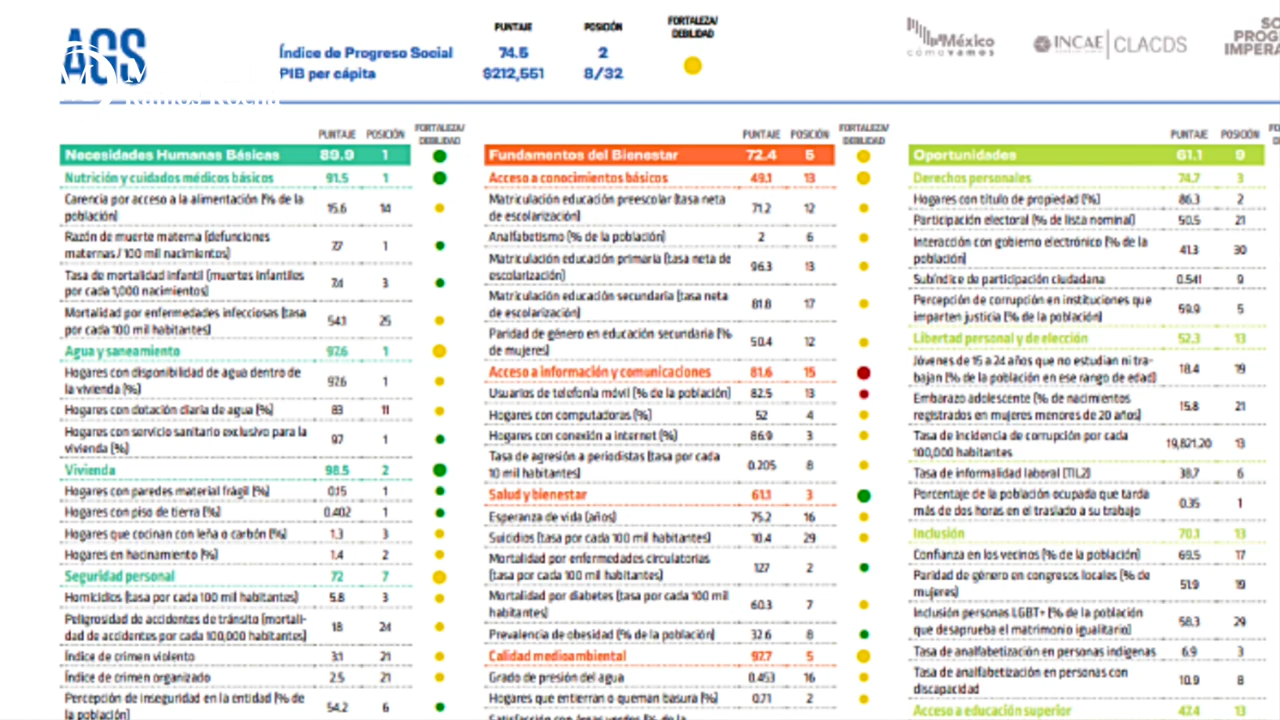 AGS
PUNTAJE POSICIÓN FORTALEZA/
DEBILIDAD
Índice de Progreso Social 74.5 2
PIB per cápita $212,551 8/32
México
cómovamos
INCAE CLACDS
PUNTAJE POSICIÓN FORTALEZA/
DEBILIDAD
Necesidades Humanas Básicas 89.9 1
Nutrición y cuidados médicos básicos 91.5 1
Carencia por acceso a la alimentación (% de la
población) 15.6 14
Razón de muerte materna (defunciones
maternas / 100 mil nacimientos) 7.7 1
Tasa de mortalidad infantil (muertes infantiles
por cada 1,000 nacimientos) 7.4 3
Mortalidad por enfermedades infecciosas (tasa
por cada 100 mil habitantes) 54.1 25
Agua y saneamiento 97.6 1
Hogares con disponibilidad de agua dentro de
la vivienda (%) 97.6 1
Hogares con dotación diaria de agua (%) 83 11
Hogares con servicio sanitario exclusivo para la
vivienda (%) 97 1
Vivienda 98.5 2
Hogares con paredes material frágil (%) 0.15 1
Hogares con piso de tierra (%) 0.402 1
Hogares que cocinan con leña o carbón (%) 1.3 3
Hogares en hacinamiento (%) 1.4 2
Seguridad personal 72 7
Homicidios (tasa por cada 100 mil habitantes) 5.8 3
Peligrosidad de accidentes de tránsito (mortali-
dad de accidentes por cada 100,000 habitantes) 18 24
Índice de crimen violento 3.1 21
Índice de crimen organizado 2.5 21
Percepción de inseguridad en la entidad (% de
la población) 54.2 6
PUNTAJE POSICIÓN FORTALEZA/
DEBILIDAD
Fundamentos del Bienestar 72.4 5
Acceso a conocimientos básicos 49.1 13
Matriculación educación preescolar (tasa neta
de escolarización) 71.2 12
Analfabetismo (% de la población) 2 6
Matriculación educación primaria (tasa neta de
escolarización) 96.3 13
Matriculación educación secundaria (tasa neta
de escolarización) 81.8 17
Paridad de género en educación secundaria (%
de mujeres) 50.4 12
Acceso a información y comunicaciones 81.6 15
Usuarios de telefonía móvil (% de la población) 82.5 13
Hogares con computadoras (%) 52 4
Hogares con conexión a internet (%) 86.9 3
Tasa de agresión a periodistas (tasa por cada
10 mil habitantes) 0.205 8
Salud y bienestar 61.1 3
Esperanza de vida (años) 75.2 16
Suicidios (tasa por cada 100 mil habitantes) 10.4 29
Mortalidad por enfermedades circulatorias
(tasa por cada 100 mil habitantes) 127 2
Mortalidad por diabetes (tasa por cada 100 mil
habitantes) 60.3 7
Prevalencia de obesidad (% de la población) 32.6 8
Calidad medioambiental 97.7 5
Grado de presión del agua 0.453 16
Hogares que entierran o queman basura (%) 0.71 2
PUNTAJE POSICIÓN
Oportunidades 61.1 9
Derechos personales 74.7 3
Hogares con título de propiedad (%) 86.3 2
Participación electoral (% de lista nominal) 50.5 21
Interacción con gobierno electrónico (% de la
población) 41.3 30
Subíndice de participación ciudadana 0.541 9
Percepción de corrupción en instituciones que
imparten justicia (% de la población) 59.9 5
Libertad personal y de elección 52.3 13
Jóvenes de 15 a 24 años que no estudian ni tra-
bajan (% de la población en ese rango de edad) 18.4 19
Embarazo adolescente (% de nacimientos
registrados en mujeres menores de 20 años) 15.8 21
Tasa de incidencia de corrupción por cada
100,000 habitantes 19,821.20 13
Tasa de informalidad laboral (TIL2) 38.7 6
Porcentaje de la población ocupada que tarda
más de dos horas en el traslado a su trabajo 0.35 1
Inclusión 70.1 13
Confianza en los vecinos (% de la población) 69.5 17
Paridad de género en congresos locales (% de
mujeres) 51.9 19
Inclusión personas LGBT+ (% de la población
que desaprueba el matrimonio igualitario) 58.3 29
Tasa de analfabetización en personas indígenas 6.9 3
Tasa de analfabetización en personas con
discapacidad 10.9 8
Acceso a educación superior 47.4 13